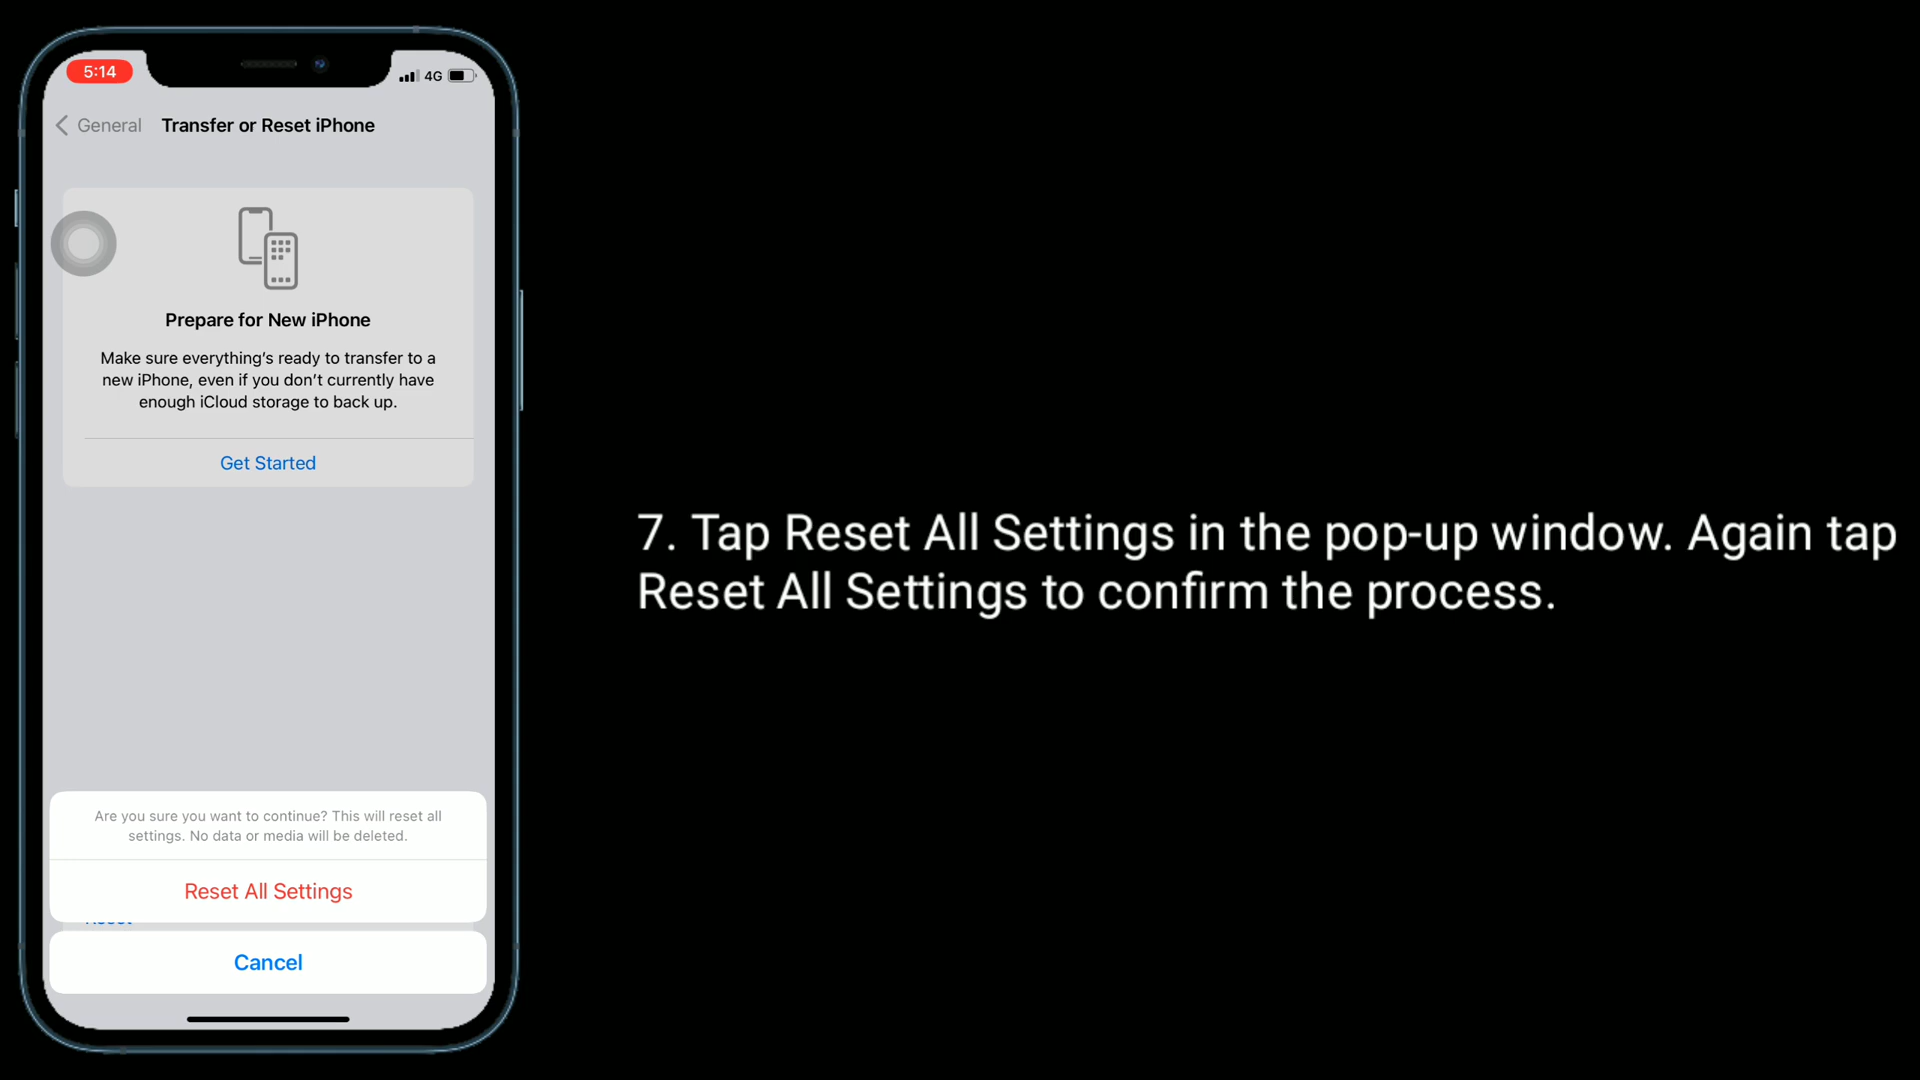 5:14
4G
General
Transfer or Reset iPhone
Prepare for New iPhone
Make sure everything's ready to transfer to a
new iPhone, even if you don't currently have
enough iCloud storage to back up.
Get Started
Are you sure you want to continue? This will reset all
settings. No data or media will be deleted.
Reset All Settings
Reset
Cancel
7. Tap Reset All Settings in the pop-up window. Again tap
Reset All Settings to confirm the process.